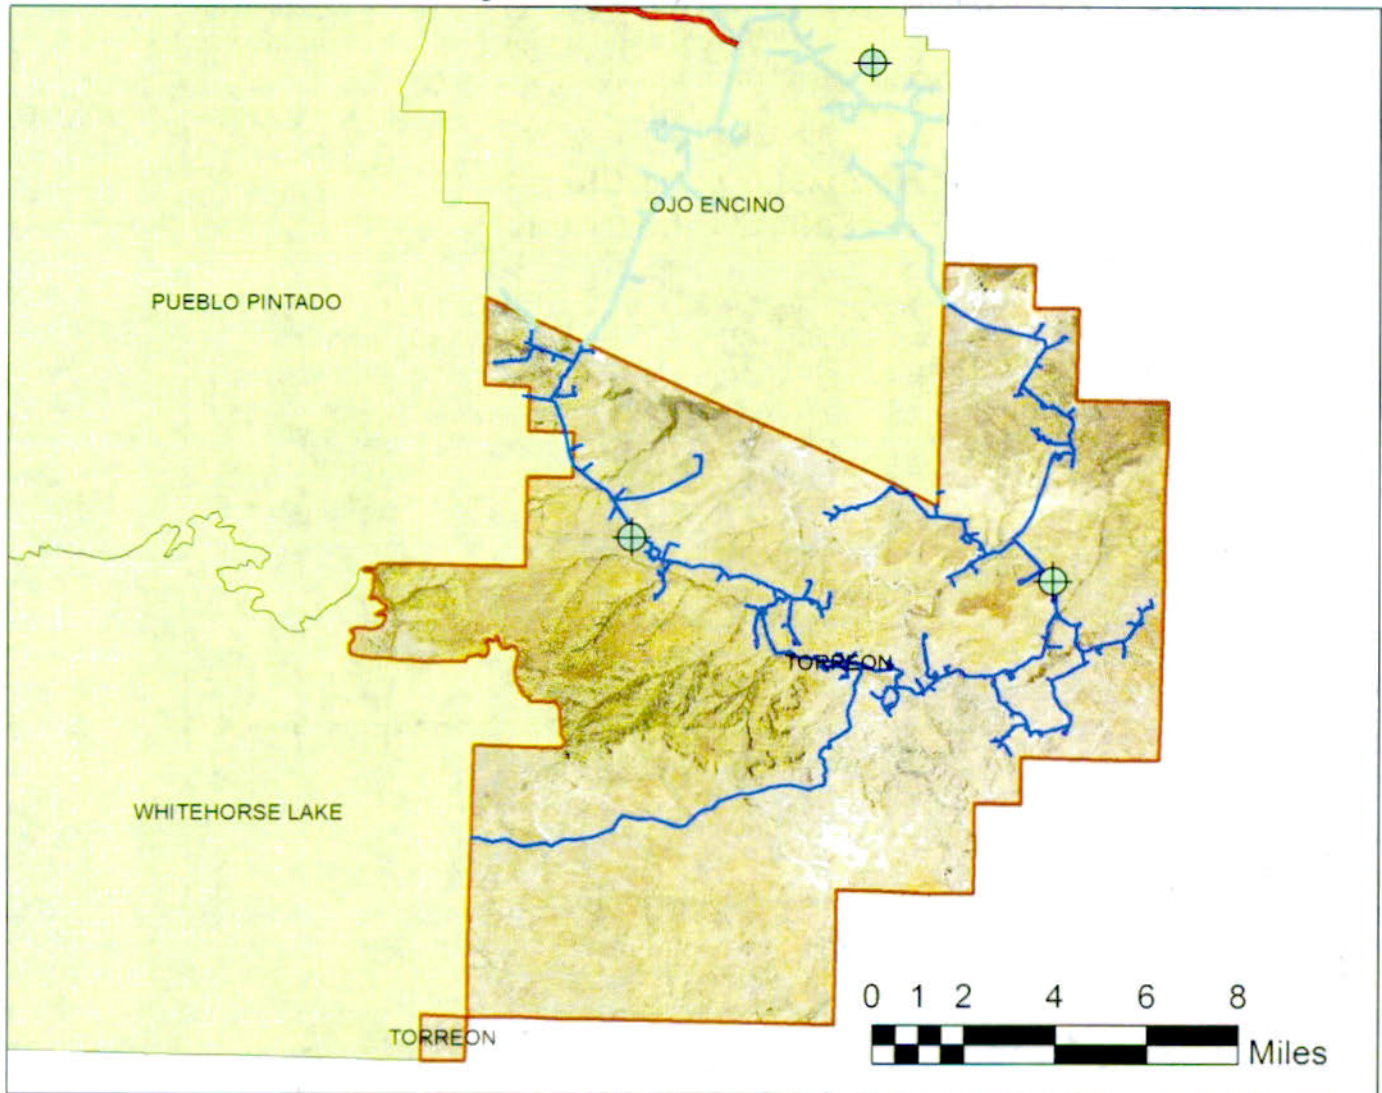 OJO ENCINO
PUEBLO PINTADO
TORREON
WHITEHORSE LAKE
0 1 2 4 6 8
Miles
TORREON